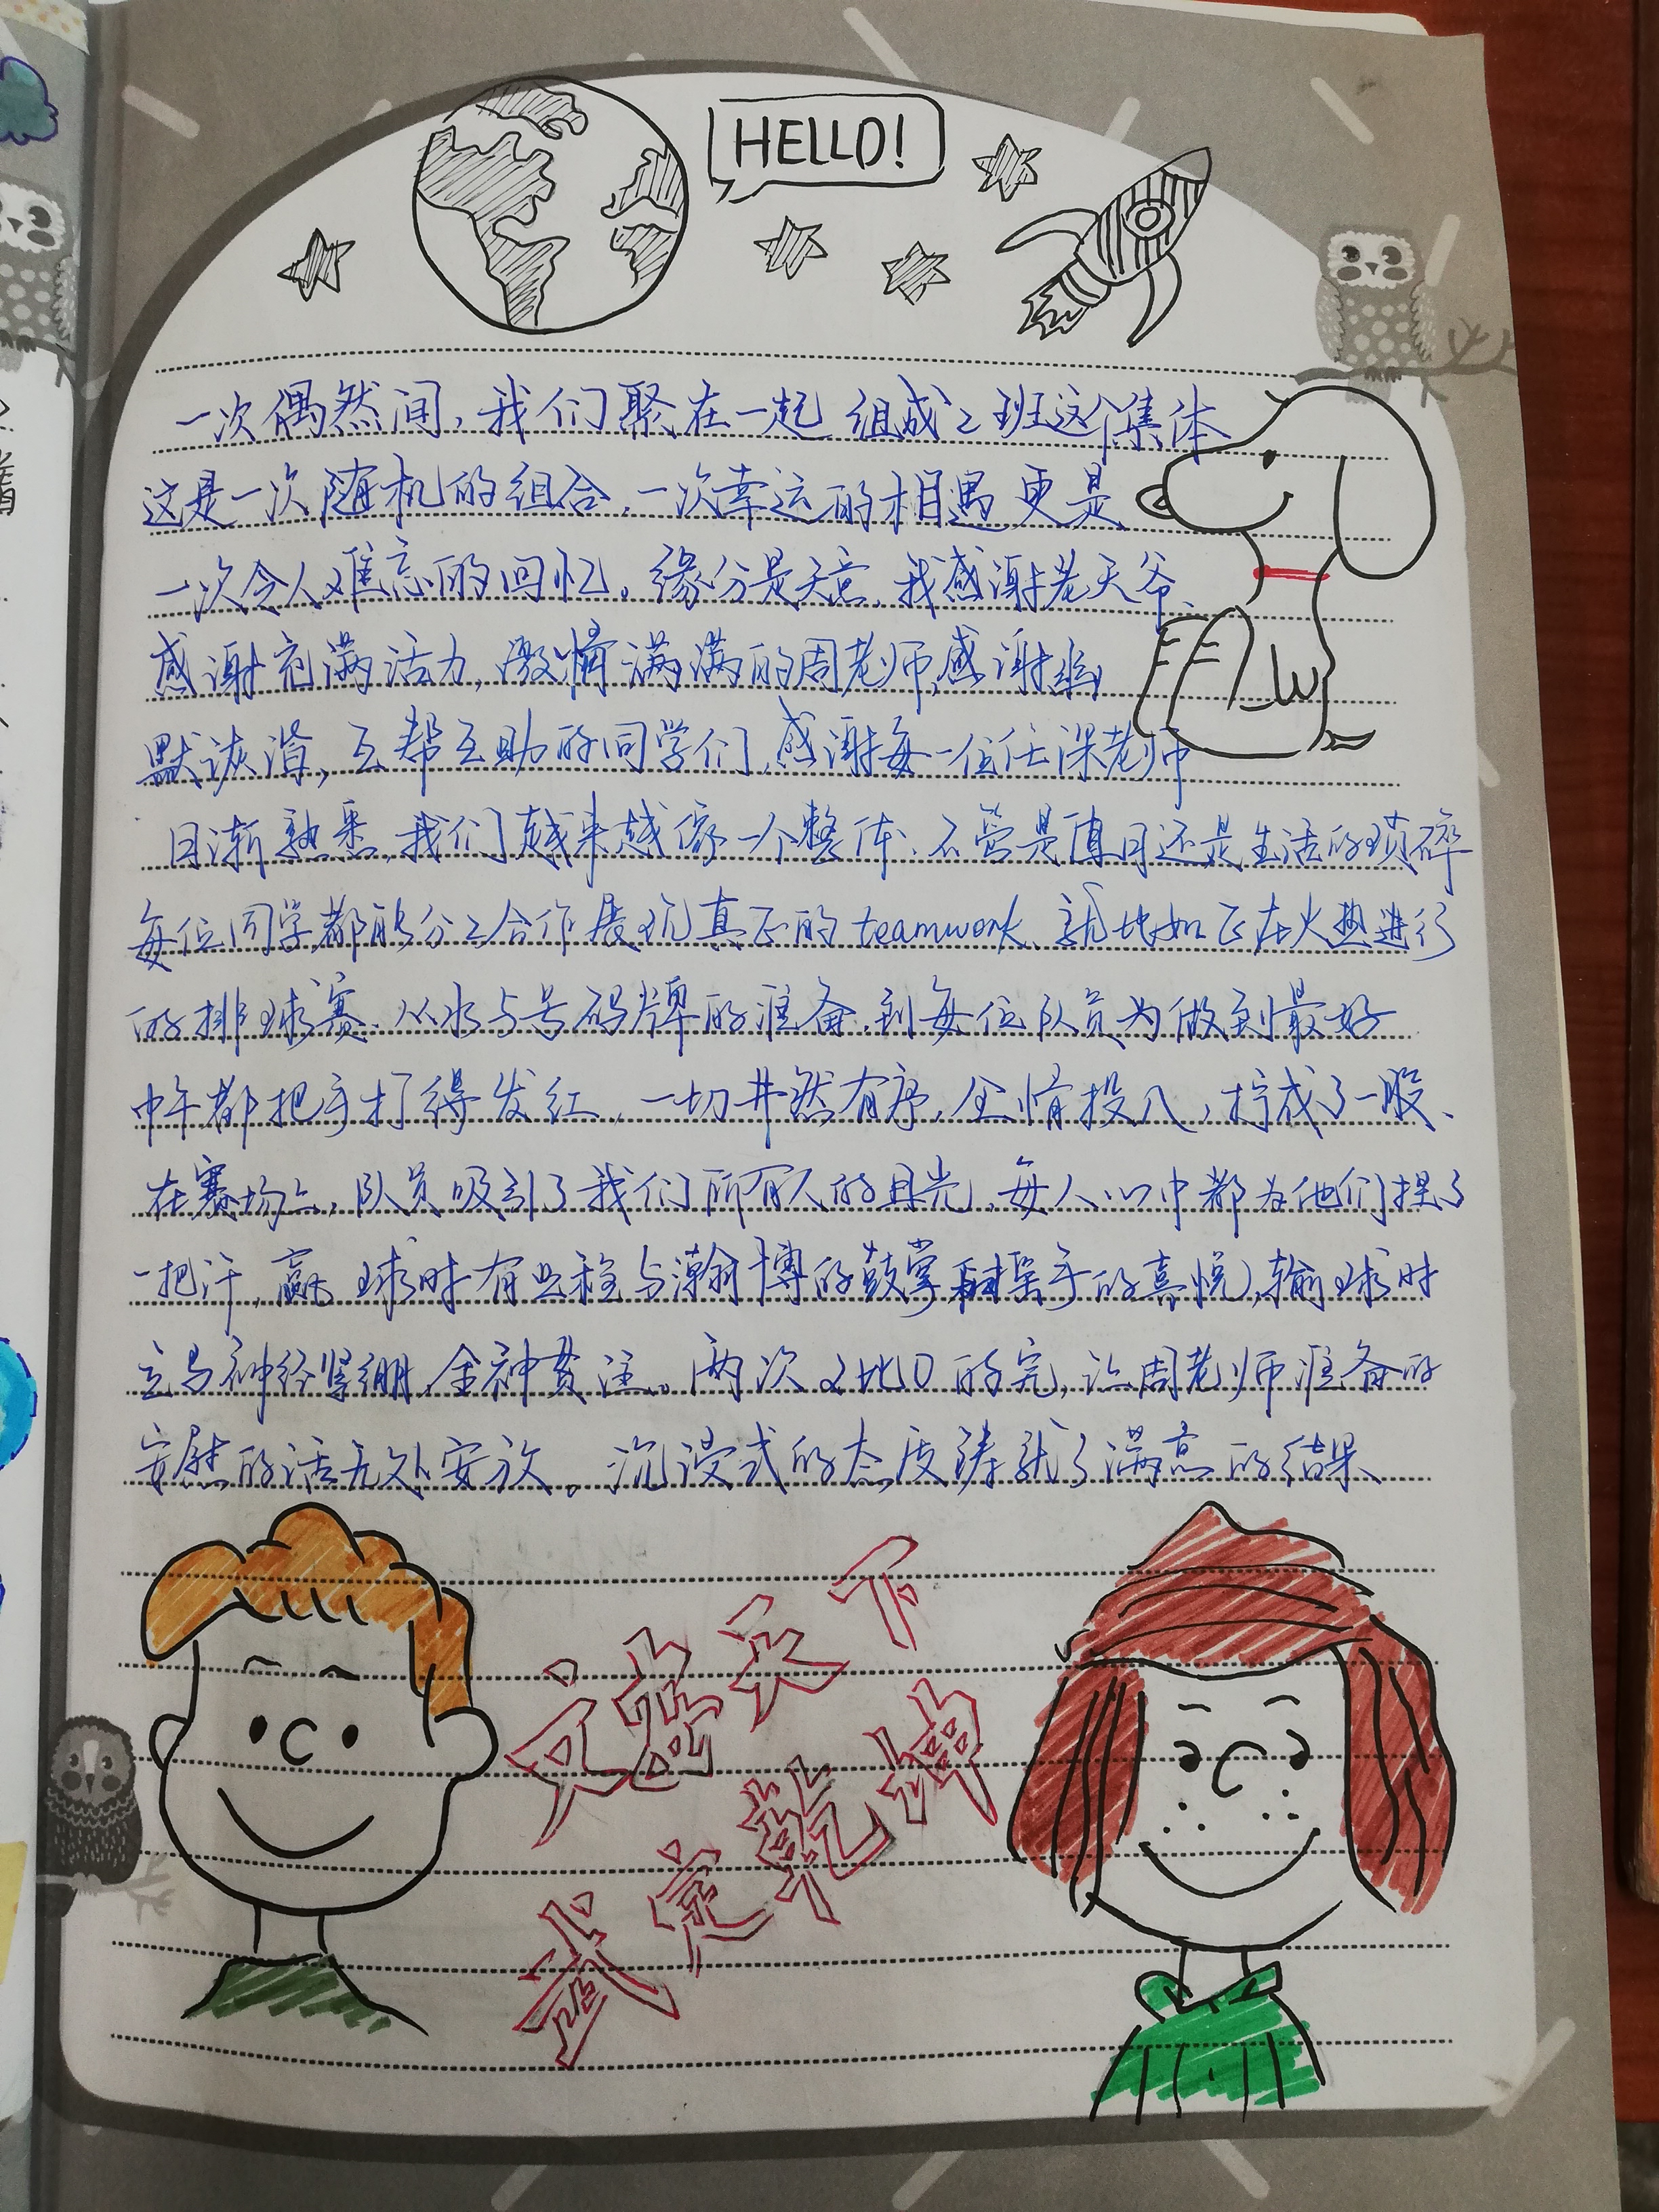 HELLO!
一次偶然间,我们聚在一起 组成2班这个集体
这是一次随机的组合,一次幸运的相遇 更是
一次令人难忘的回忆。缘分是天意,我感谢老天爷、
感谢充满活力,激情满满的周老师,感谢幽
默诙谐,互帮互助的同学们,感谢每一位任课老师
日渐熟悉,我们越来越像一个整体、不管是值日还是生活的琐碎
每位同学都能分工合作展现真正的teamwork、就比如正在火热进行
的排球赛、从水与号码牌的准备,到每位队员为做到最好
中午都把手打得发红,一切井然有序,全情投入,拧成了一股、
在赛场上,队员吸引了我们所有人的目光,每人心中都为他们捏了
一把汗,赢球时有与瀚博的鼓掌手的喜悦,输球时
立马神经紧绷,全神贯注。两次2比0的完,让周老师准备的
安慰的话无处安放。沉浸式的态度铸就了满意的结果
文盛天下
武定乾坤